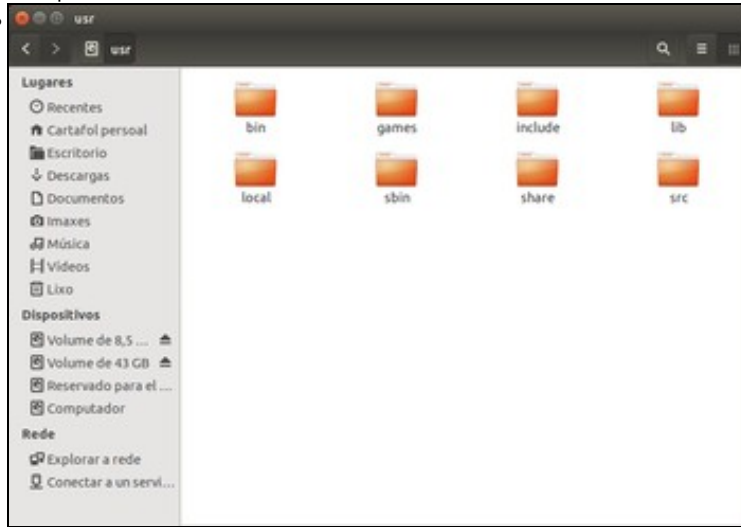 usr
usr
Lugares
Recentes
Cartafol persoal
Escritorio
Descargas
Documentos
Imaxes
Música
Vídeos
Lixo
Dispositivos
Volume de 8,5 ...
Volume de 43 GB
Reservado para el ...
Computador
Rede
Explorar a rede
Conectar a un servi...
bin games include lib
local sbin share src